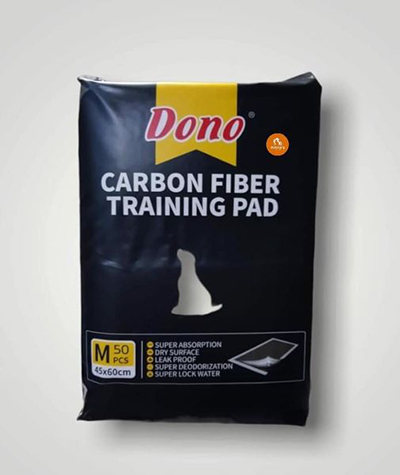 Dono®
CARBON FIBER
TRAINING PAD
M 50 PCS
45x60cm
SUPER ABSORPTION
DRY SURFACE
LEAK PROOF
SUPER DEODORIZATION
SUPER LOCK WATER